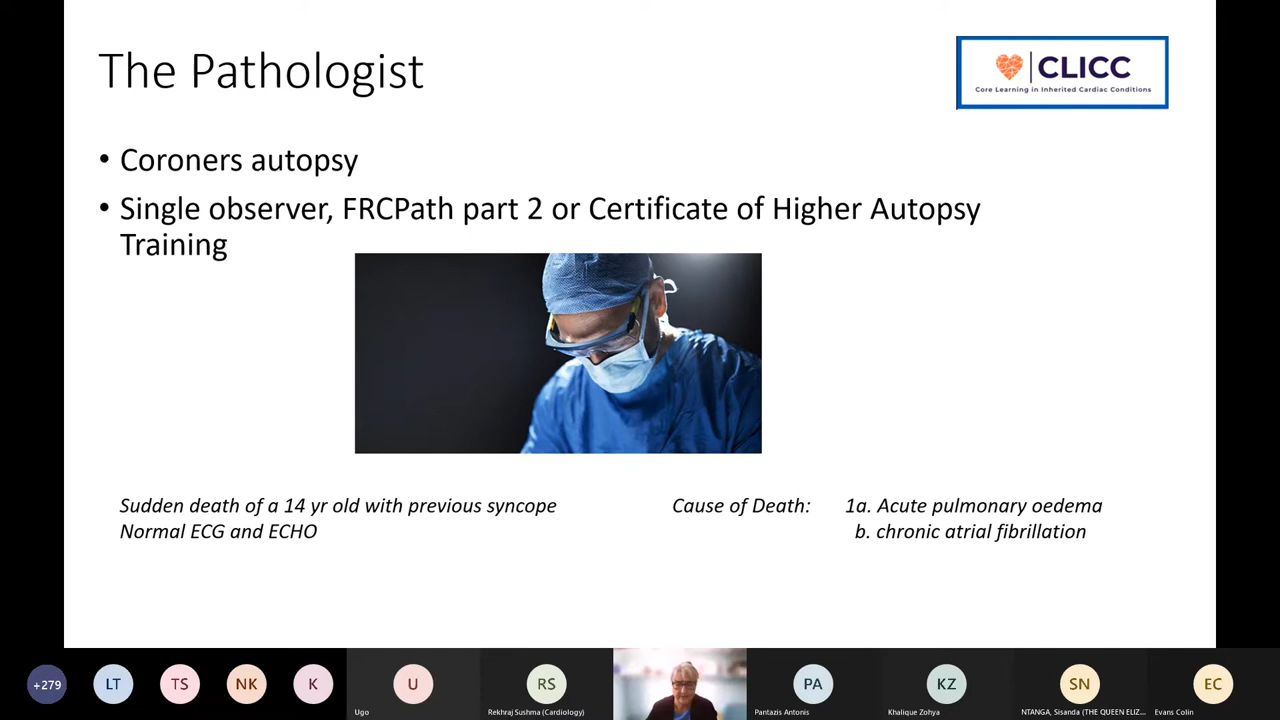 The Pathologist
CLICC
Core Learning in Inherited Cardiac Conditions
• Coroners autopsy
• Single observer, FRCPath part 2 or Certificate of Higher Autopsy
Training
Sudden death of a 14 yr old with previous syncope
Normal ECG and ECHO
Cause of Death: 1a. Acute pulmonary oedema
b. chronic atrial fibrillation
+279
LT
TS
NK
K
U
Ugo
RS
Rekhraj Sushma (Cardiology)
PA
Pantazis Antonis
KZ
Khalique Zohya
SN
NTANGA, Sisanda (THE QUEEN ELIZ...
EC
Evans Colin